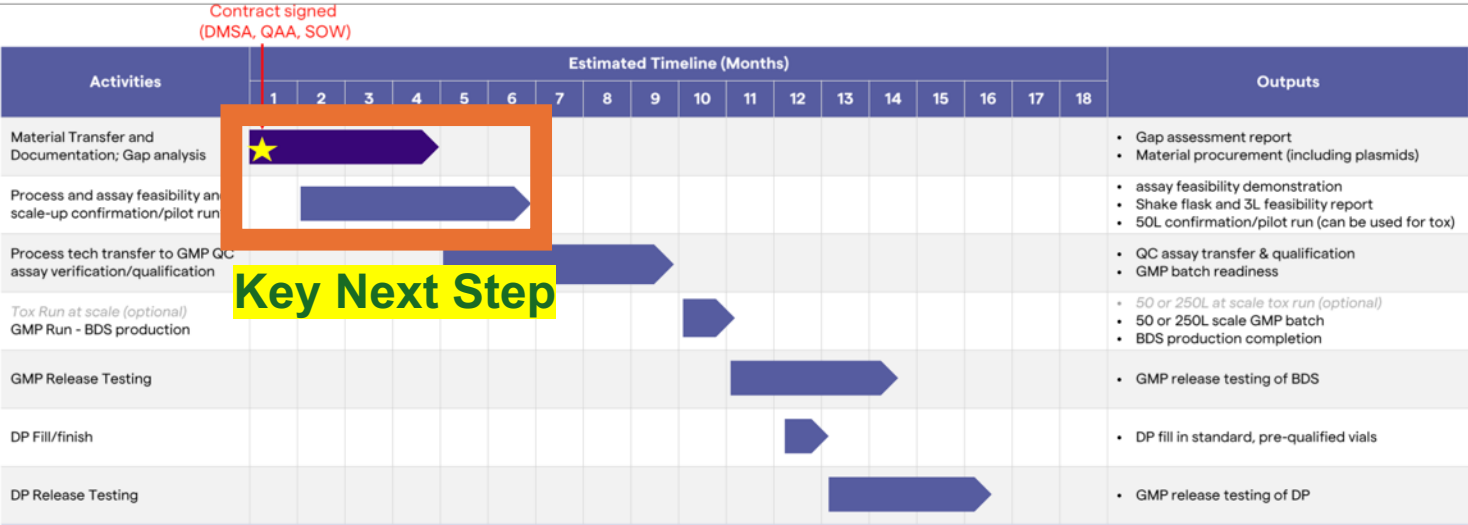 Contract signed
(DMSA, QAA, SOW)
Activities
Estimated Timeline (Months)
Outputs
1 2 3 4 5 6 7 8 9 10 11 12 13 14 15 16 17 18
Material Transfer and
Documentation; Gap analysis
• Gap assessment report
• Material procurement (including plasmids)
Process and assay feasibility an
scale-up confirmation/pilot run
• assay feasibility demonstration
• Shake flask and 3L feasibility report
• 50L confirmation/pilot run (can be used for tox)
Process tech transfer to GMP QC
assay verification/qualification
• QC assay transfer & qualification
• GMP batch readiness
Key Next Step
Tox Run at scale (optional)
GMP Run - BDS production
• 50 or 250L at scale tox run (optional)
• 50 or 250L scale GMP batch
• BDS production completion
GMP Release Testing
• GMP release testing of BDS
DP Fill/finish
• DP fill in standard, pre-qualified vials
DP Release Testing
• GMP release testing of DP